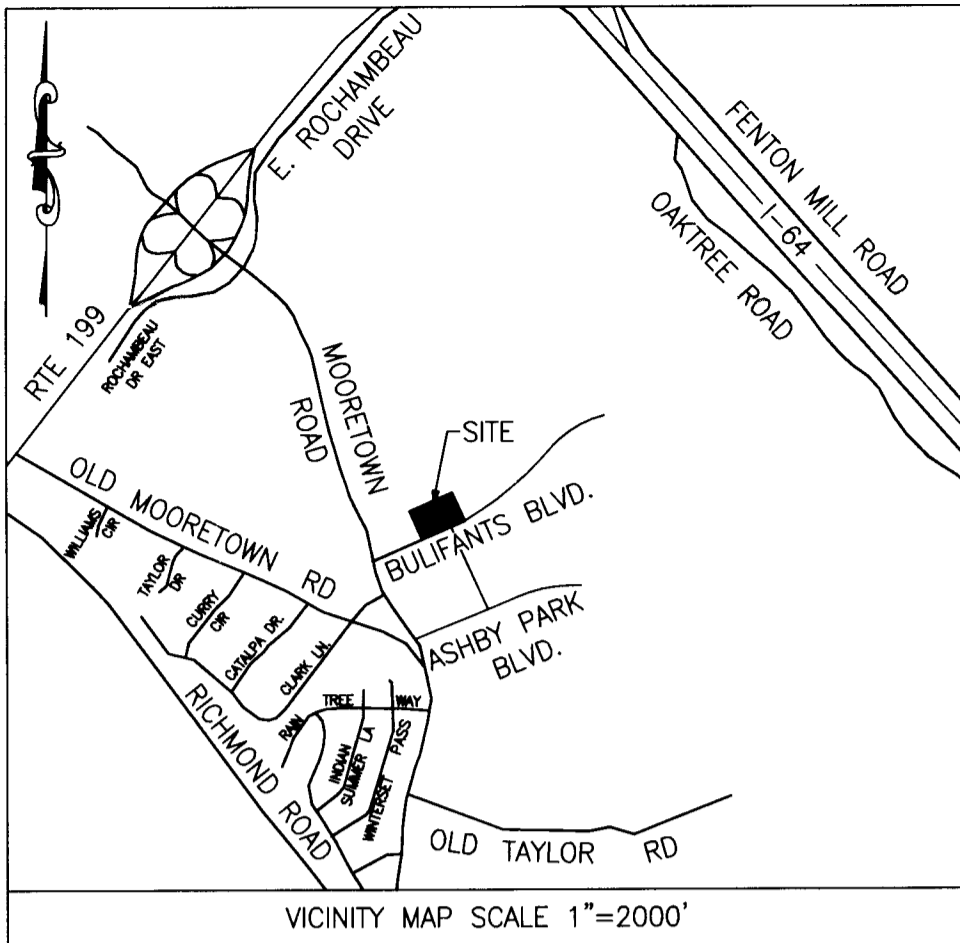 E. ROCHAMBEAU
DRIVE
FENTON MILL ROAD
I-64
OAKTREE ROAD
RTE 199
ROCHAMBEAU
DR EAST
MOORETOWN
ROAD
SITE
OLD MOORETOWN RD
BULIFANTS BLVD.
WILLIAMS
CIR
TAYLOR
DR
CURRY
CIR
CATALPA DR.
CLARK LN.
ASHBY PARK
BLVD.
RAIN TREE WAY
INDIAN
SUMMER LA
WINTERSET PASS
RICHMOND ROAD
OLD TAYLOR RD
VICINITY MAP SCALE 1"=2000'